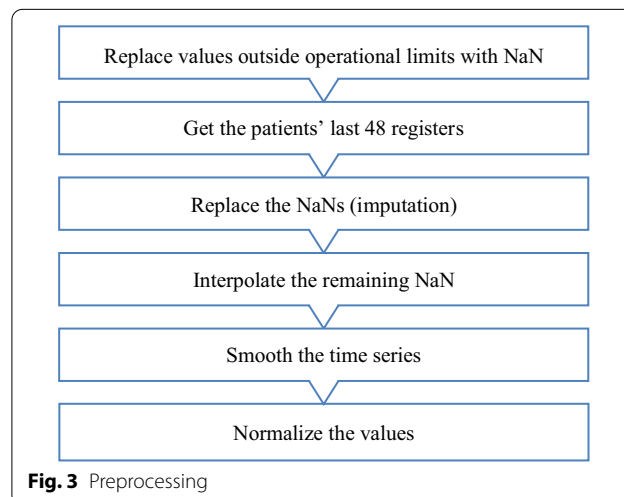 Replace values outside operational limits with NaN
Get the patients’ last 48 registers
Replace the NaNs (imputation)
Interpolate the remaining NaN
Smooth the time series
Normalize the values
Fig. 3 Preprocessing